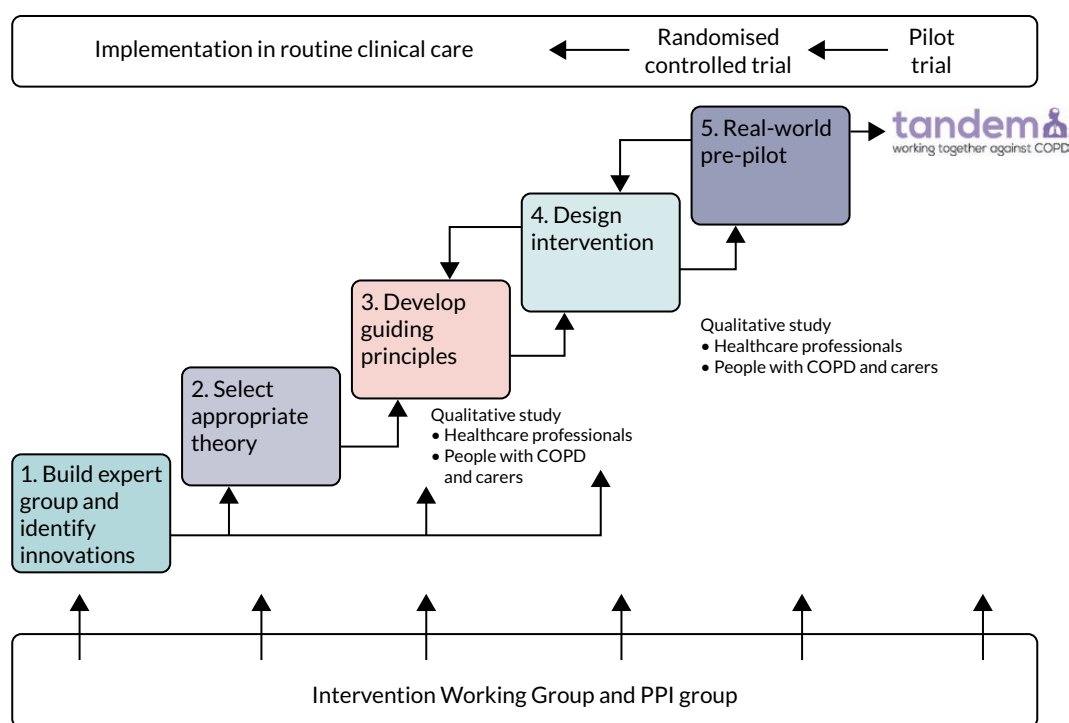 Implementation in routine clinical care
Randomised
controlled trial
Pilot
trial
tandem
working together against COPD
5. Real-world
pre-pilot
4. Design
intervention
3. Develop
guiding
principles
Qualitative study
• Healthcare professionals
• People with COPD and carers
2. Select
appropriate
theory
Qualitative study
• Healthcare professionals
• People with COPD
and carers
1. Build expert
group and
identify
innovations
Intervention Working Group and PPI group